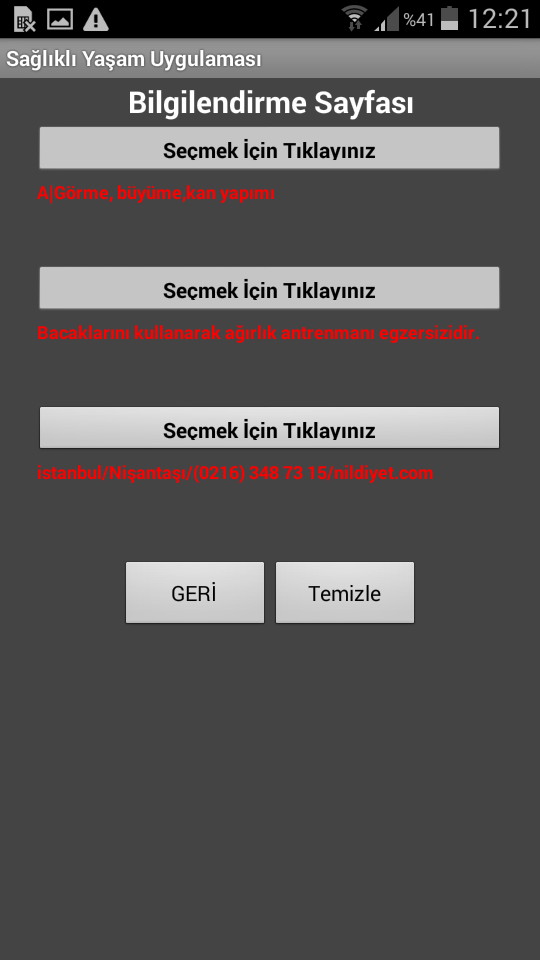 %41 12:21
Sağlıklı Yaşam Uygulaması
Bilgilendirme Sayfası
Seçmek İçin Tıklayınız
A|Görme, büyüme,kan yapımı
Seçmek İçin Tıklayınız
Bacaklarını kullanarak ağırlık antrenmanı egzersizidir.
Seçmek İçin Tıklayınız
istanbul/Nişantaşı/(0216) 348 73 15/nildiyet.com
GERİ Temizle